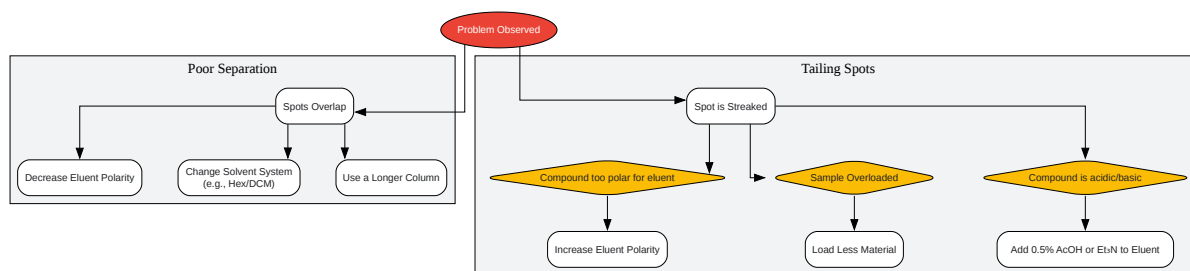 Problem Observed
Poor Separation
Tailing Spots
Spots Overlap
Spot is Streaked
Decrease Eluent Polarity
Change Solvent System
(e.g., Hex/DCM)
Use a Longer Column
Compound too polar for eluent
Sample Overloaded
Compound is acidic/basic
Increase Eluent Polarity
Load Less Material
Add 0.5% AcOH or Et₃N to Eluent